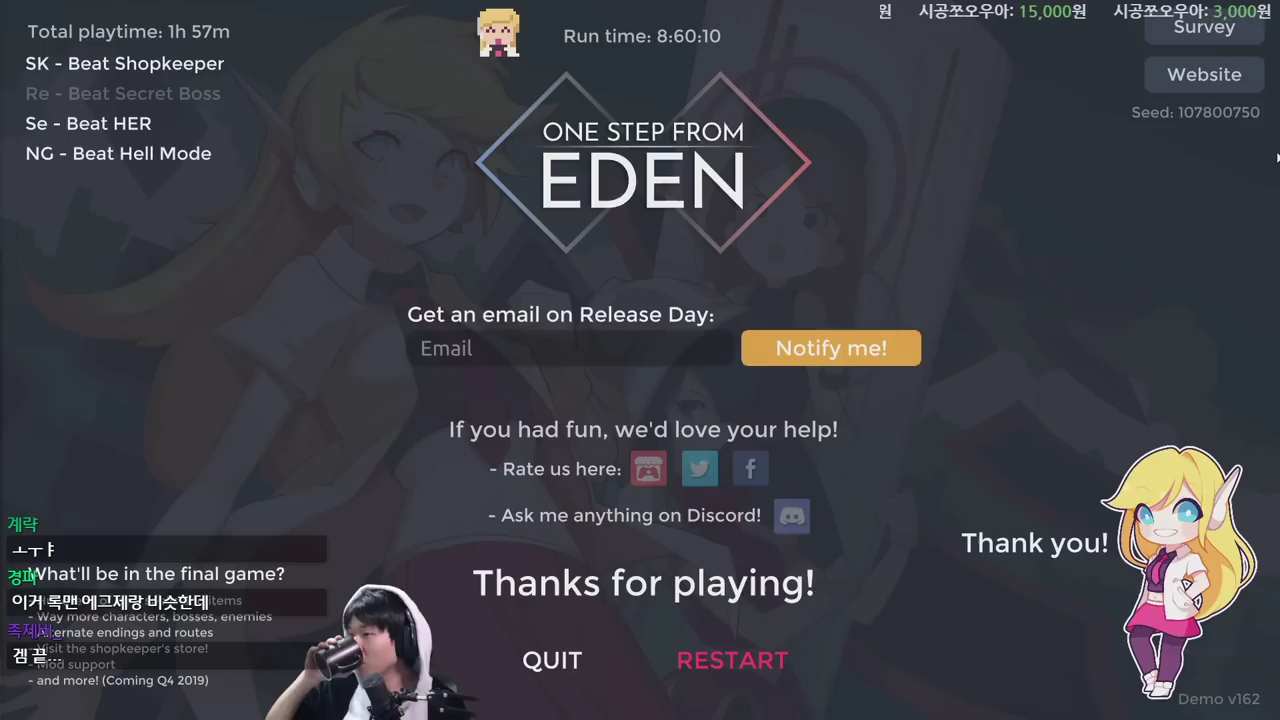 Total playtime: 1h 57m
SK - Beat Shopkeeper
Re - Beat Secret Boss
Se - Beat HER
NG - Beat Hell Mode
Run time: 8:60:10
원 시공쪼오우아: 15,000원 시공쪼오우아: 3,000원
Survey
Website
Seed: 107800750
ONE STEP FROM
EDEN
Get an email on Release Day:
Email
Notify me!
If you had fun, we'd love your help!
- Rate us here:
- Ask me anything on Discord!
Thank you!
Thanks for playing!
QUIT
RESTART
계략
ㅗㅜㅑ
What'll be in the final game?
경파
이거 록맨 에그제랑 비슷한데
items
- Way more characters, bosses, enemies
족제비_
Alternate endings and routes
- Visit the shopkeeper's store!
겜 끝...
- Mod support
- and more! (Coming Q4 2019)
Demo v162